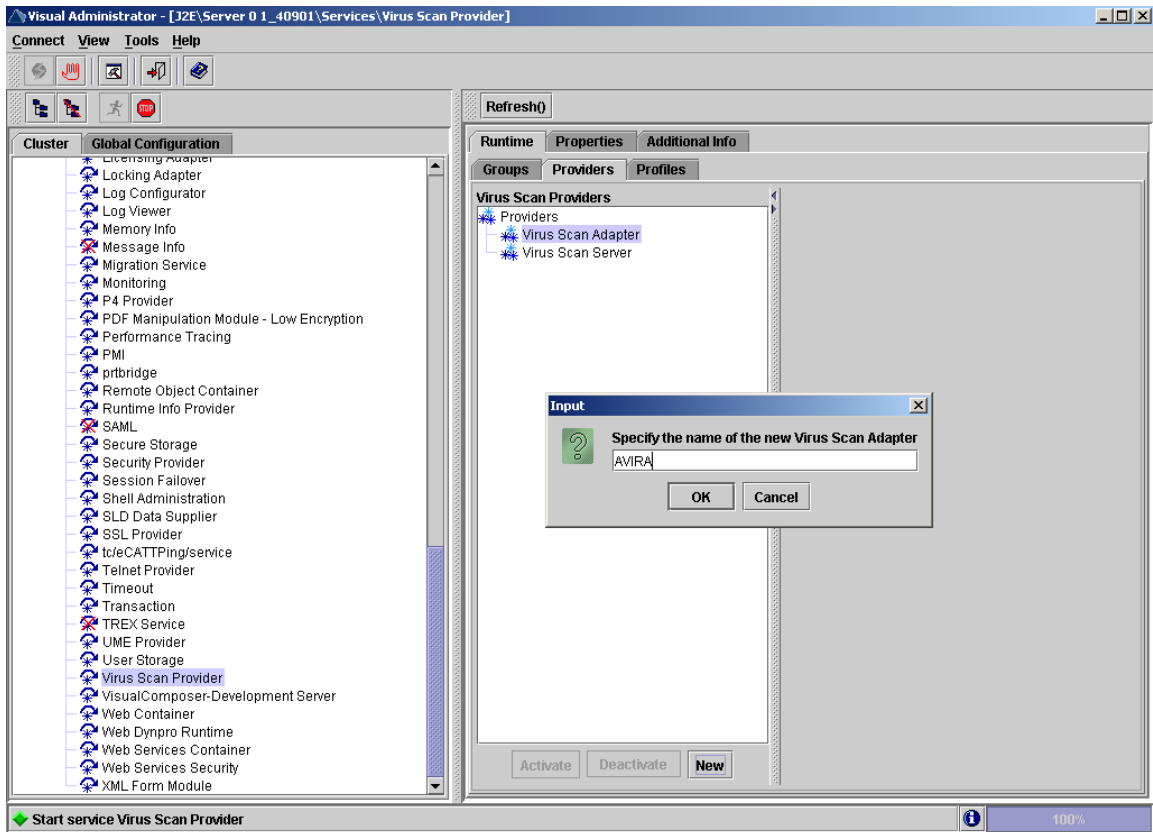 Visual Administrator - [J2E\Server 0 1_40901\Services\Virus Scan Provider]
Connect View Tools Help
STOP
Refresh()
Cluster Global Configuration
Runtime Properties Additional Info
Groups Providers Profiles
Licensing Adapter
Locking Adapter
Log Configurator
Log Viewer
Memory Info
Message Info
Migration Service
Monitoring
P4 Provider
PDF Manipulation Module - Low Encryption
Performance Tracing
PMI
prtbridge
Remote Object Container
Runtime Info Provider
SAML
Secure Storage
Security Provider
Session Failover
Shell Administration
SLD Data Supplier
SSL Provider
tc/eCATTPing/service
Telnet Provider
Timeout
Transaction
TREX Service
UME Provider
User Storage
Virus Scan Provider
VisualComposer-Development Server
Web Container
Web Dynpro Runtime
Web Services Container
Web Services Security
XML Form Module
Virus Scan Providers
Providers
Virus Scan Adapter
Virus Scan Server
Input
Specify the name of the new Virus Scan Adapter
AVIRA
OK Cancel
Activate Deactivate New
Start service Virus Scan Provider
100%